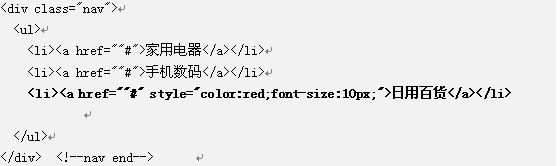 <div class="nav">
<ul>
<li><a href=""#">家用电器</a></li>
<li><a href=""#">手机数码</a></li>
<li><a href=""#" style="color:red;font-size:10px;">日用百货</a></li>
</ul>
</div> <!--nav end-->